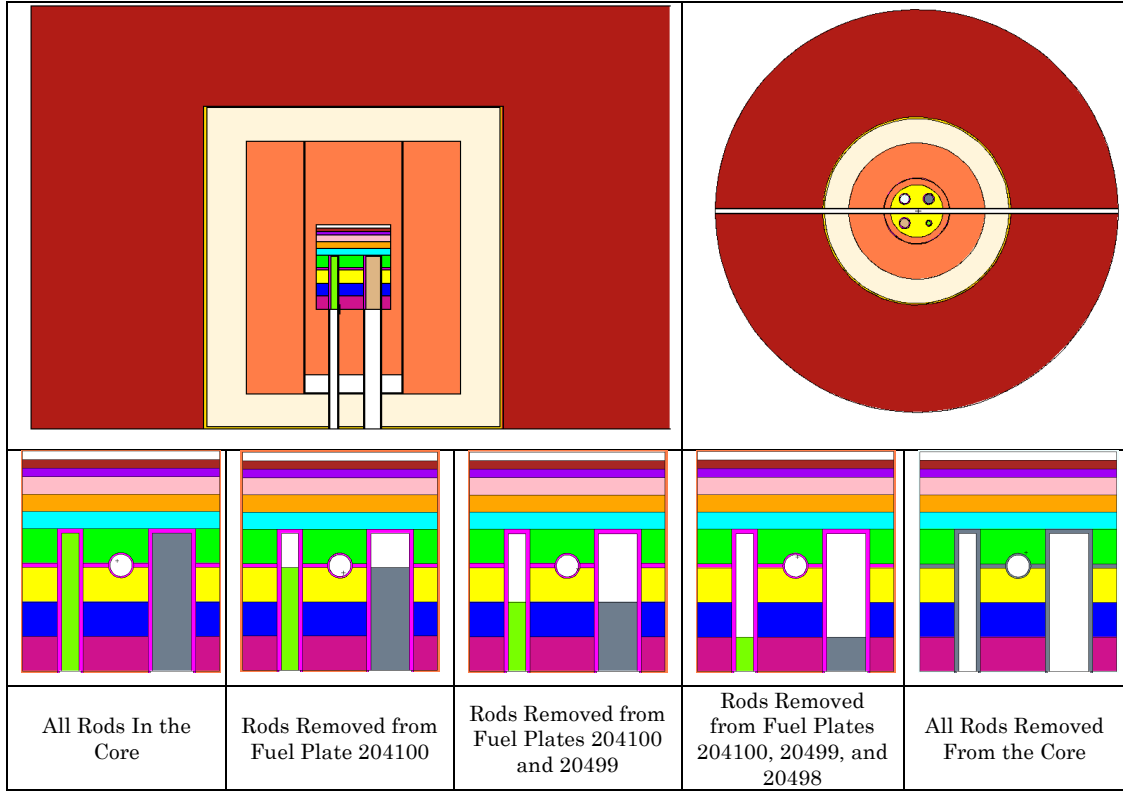 All Rods In the
Core
Rods Removed from
Fuel Plate 204100
Rods Removed from
Fuel Plates 204100
and 20499
Rods Removed
from Fuel Plates
204100, 20499, and
20498
All Rods Removed
From the Core